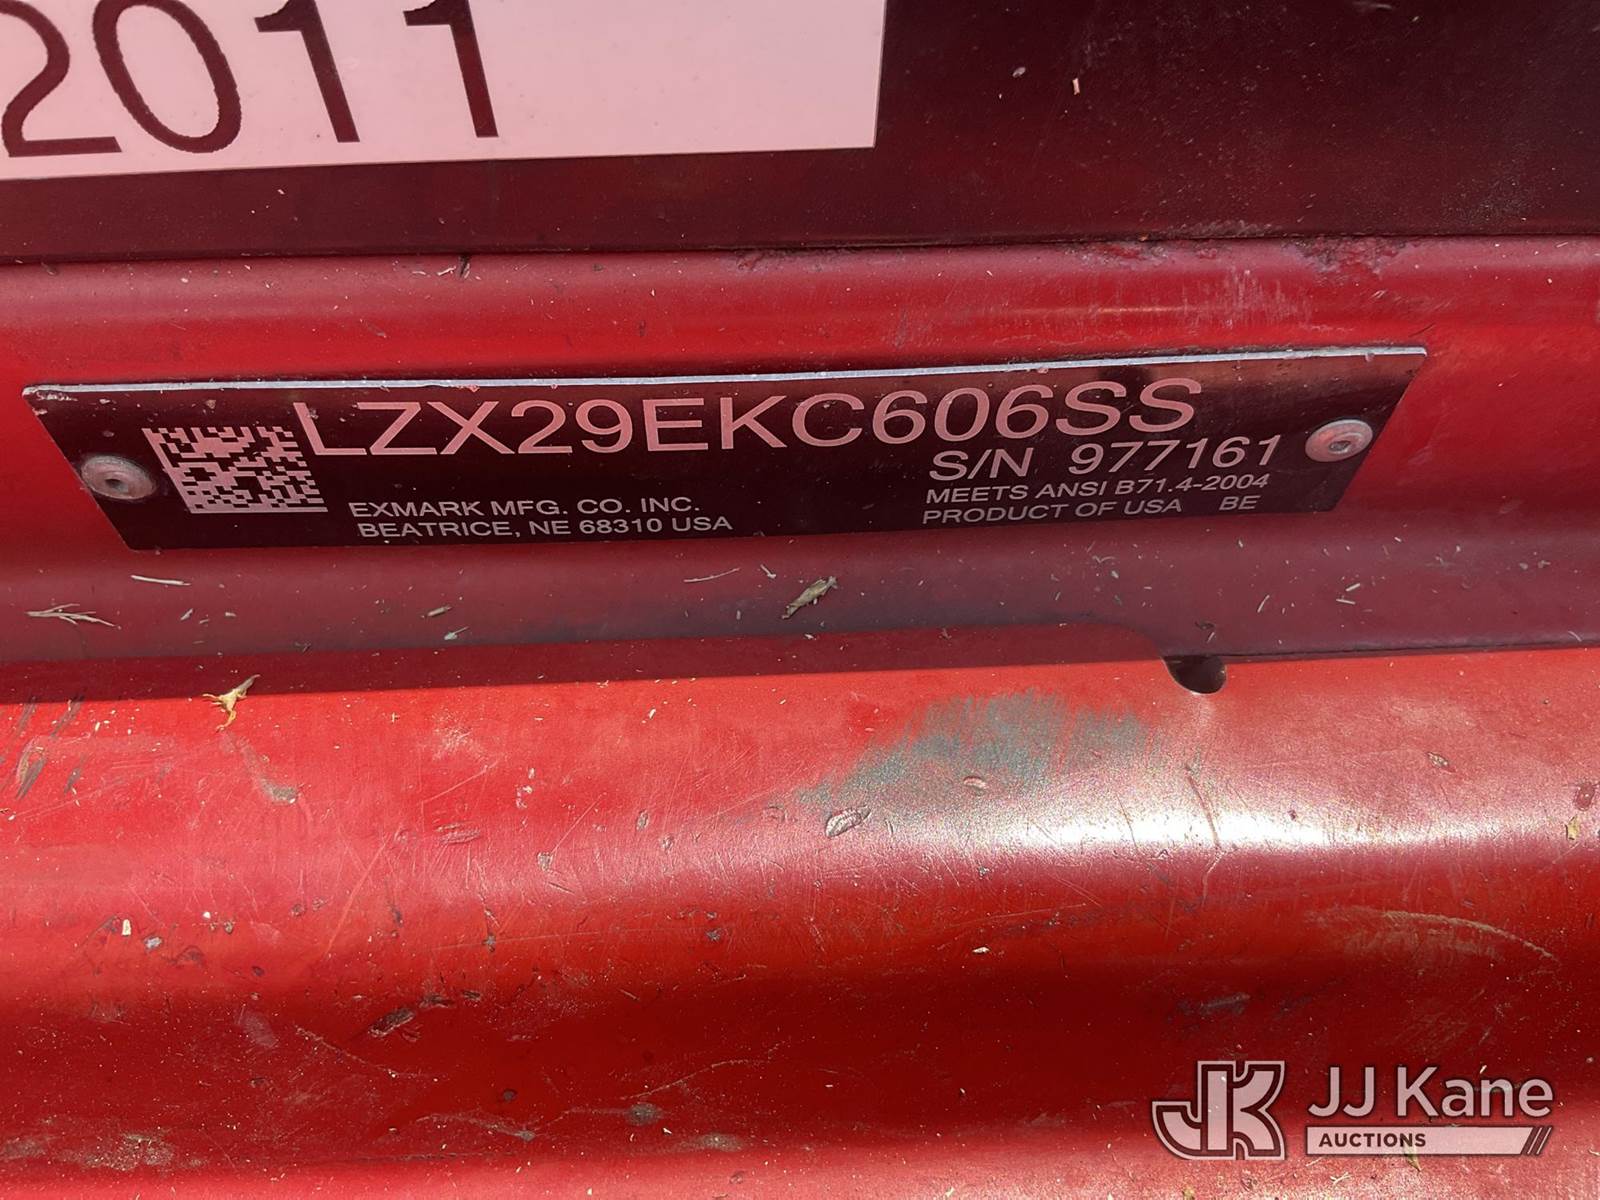 2011
LZX29EKC606SS
S/N 977161
EXMARK MFG. CO. INC.
BEATRICE, NE 68310 USA
MEETS ANSI B71.4-2004
PRODUCT OF USA BE
JK JJ Kane
AUCTIONS